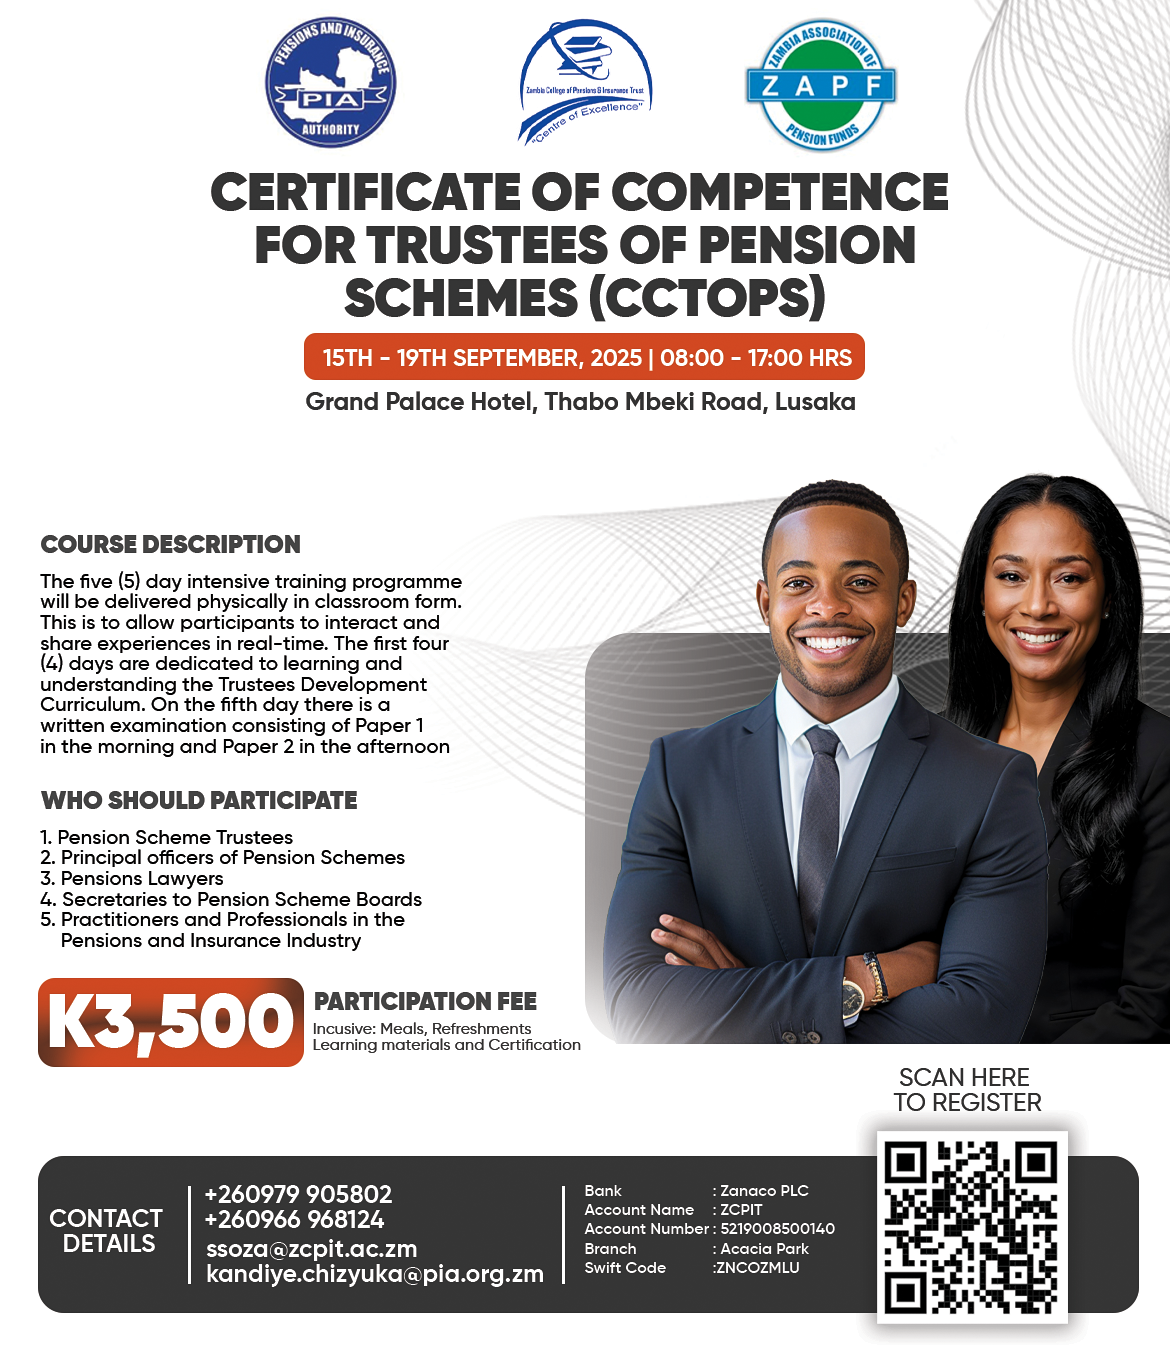 PENSIONS AND INSURANCE
PIA
AUTHORITY
Zambia College of Pensions & Insurance Trust
"Centre of Excellence"
ZAMBIA ASSOCIATION OF
ZAPF
PENSION FUNDS
CERTIFICATE OF COMPETENCE
FOR TRUSTEES OF PENSION
SCHEMES (CCTOPS)
15TH - 19TH SEPTEMBER, 2025 | 08:00 - 17:00 HRS
Grand Palace Hotel, Thabo Mbeki Road, Lusaka
COURSE DESCRIPTION
The five (5) day intensive training programme
will be delivered physically in classroom form.
This is to allow participants to interact and
share experiences in real-time. The first four
(4) days are dedicated to learning and
understanding the Trustees Development
Curriculum. On the fifth day there is a
written examination consisting of Paper 1
in the morning and Paper 2 in the afternoon
WHO SHOULD PARTICIPATE
1. Pension Scheme Trustees
2. Principal officers of Pension Schemes
3. Pensions Lawyers
4. Secretaries to Pension Scheme Boards
5. Practitioners and Professionals in the
Pensions and Insurance Industry
K3,500
PARTICIPATION FEE
Incusive: Meals, Refreshments
Learning materials and Certification
SCAN HERE
TO REGISTER
CONTACT
DETAILS
+260979 905802
+260966 968124
ssoza@zcpit.ac.zm
kandiye.chizyuka@pia.org.zm
Bank : Zanaco PLC
Account Name : ZCPIT
Account Number : 5219008500140
Branch : Acacia Park
Swift Code :ZNCOZMLU